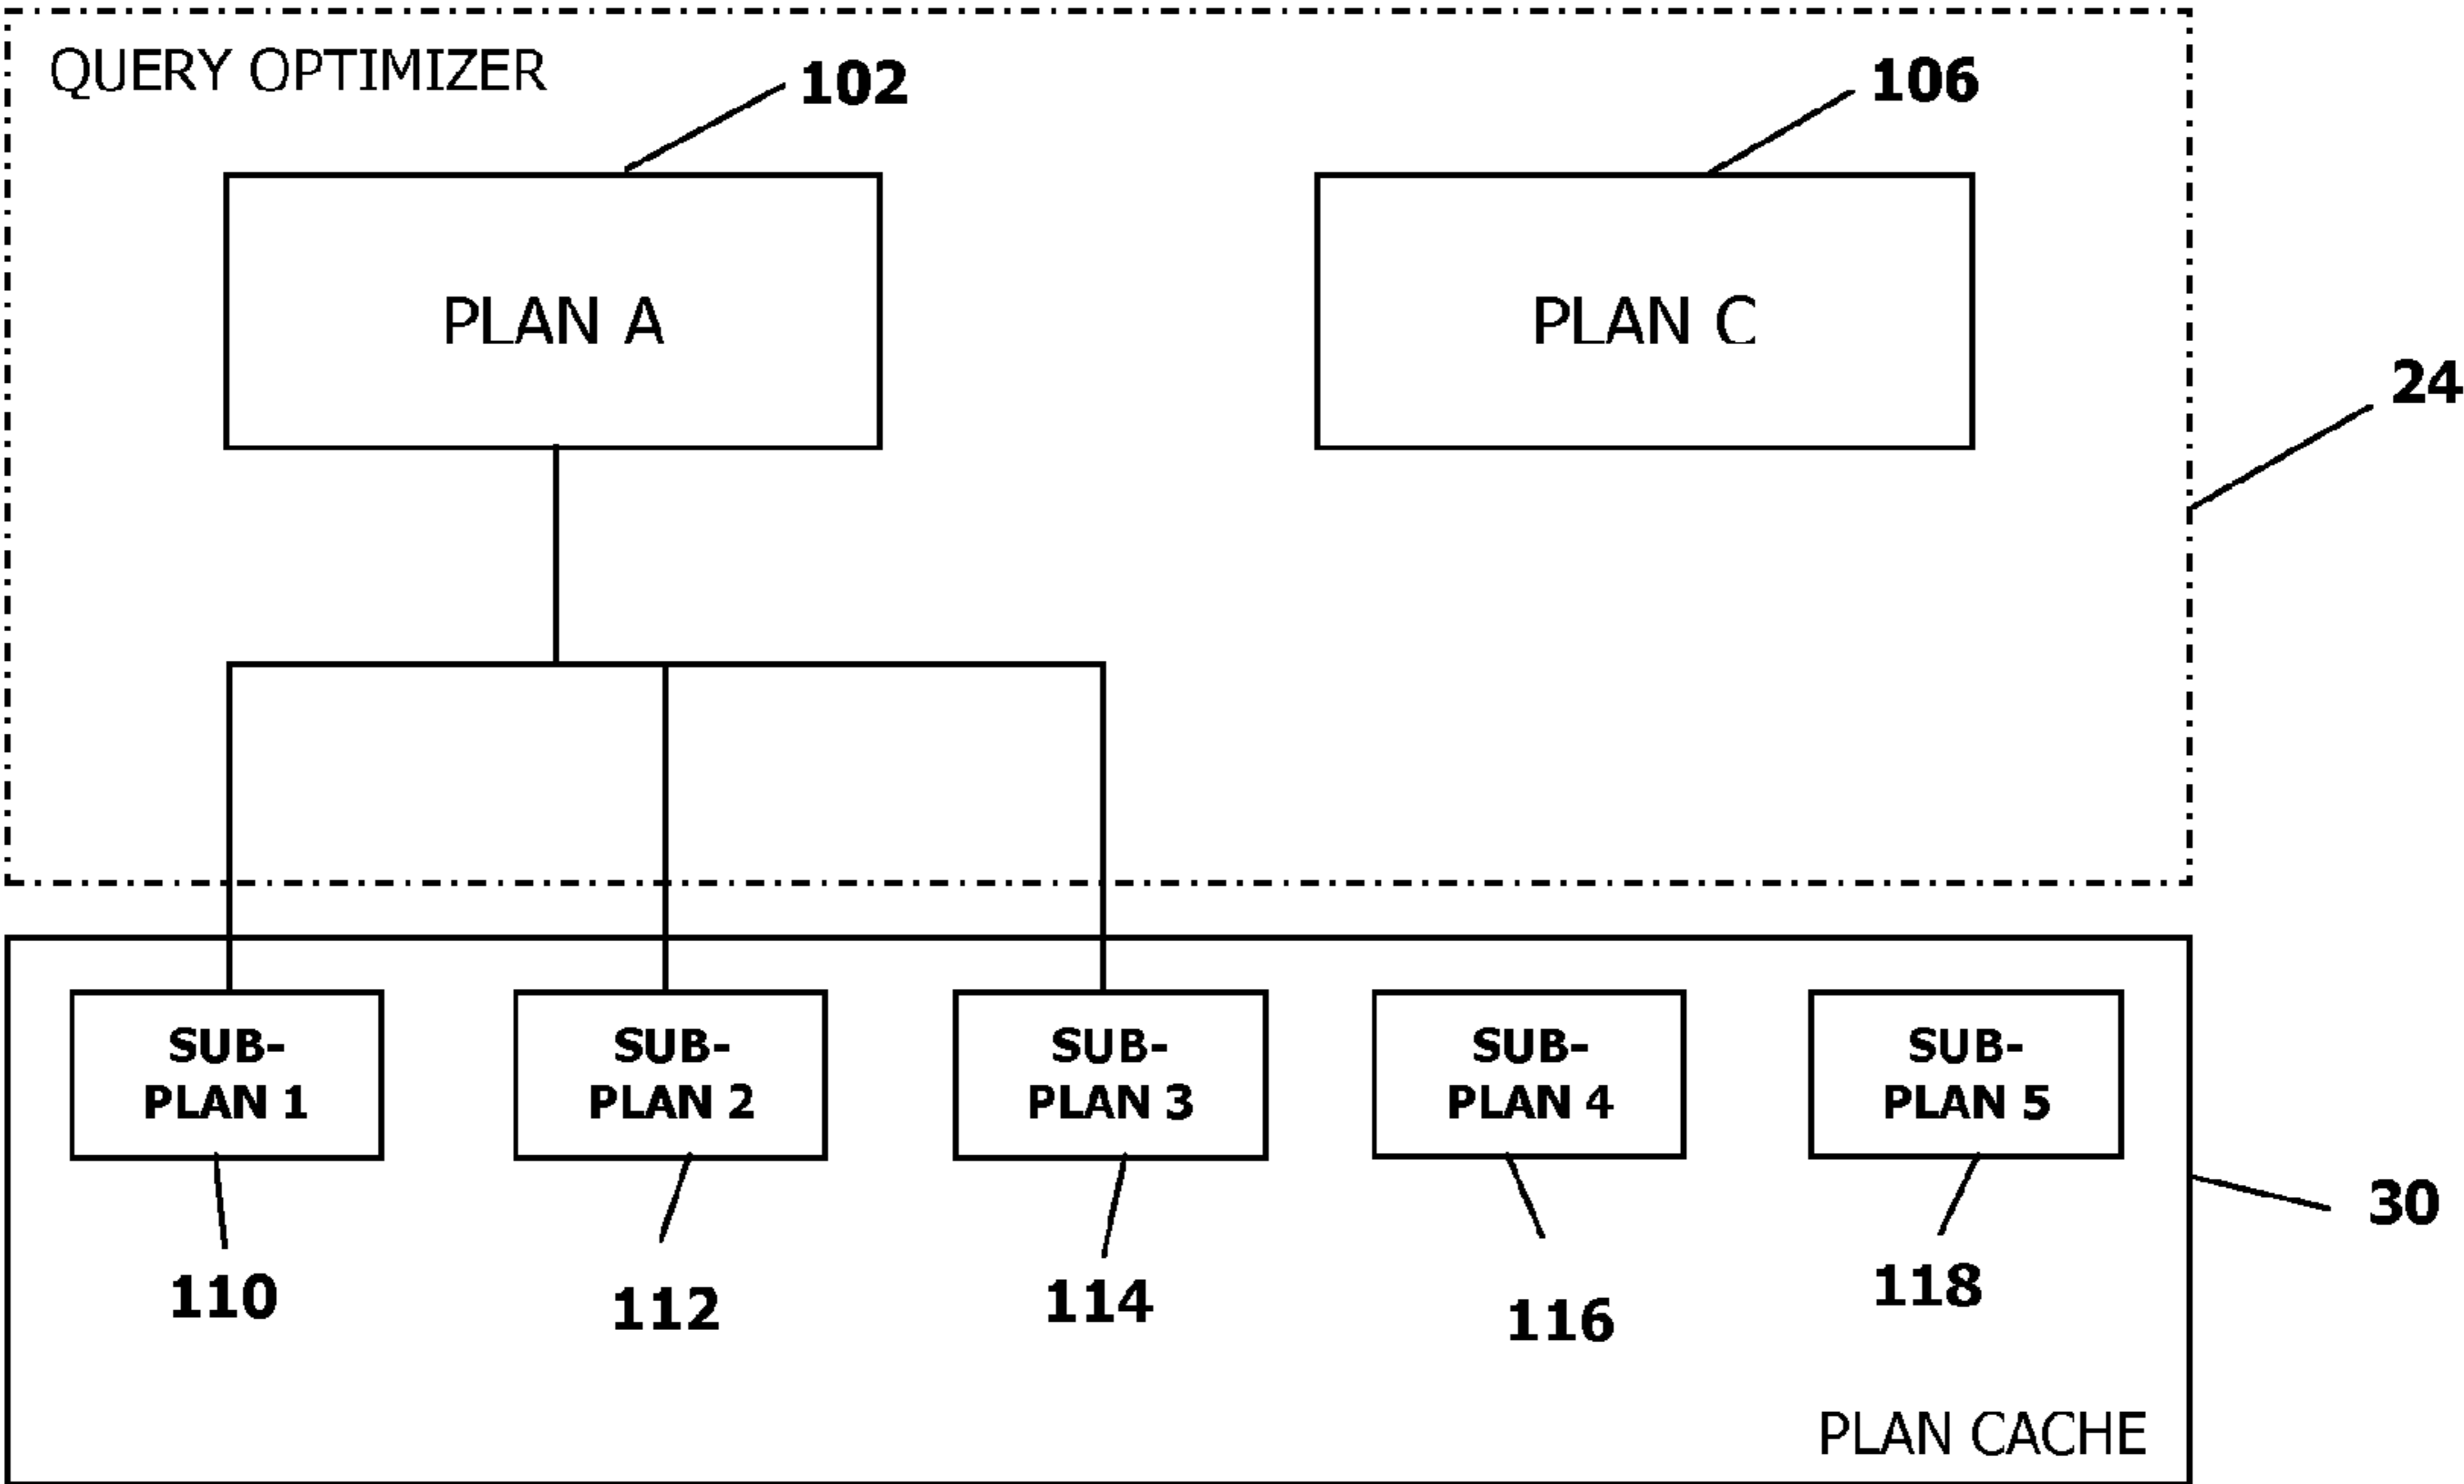 QUERY OPTIMIZER
102
106
PLAN A
PLAN C
24
SUB-
PLAN 1
SUB-
PLAN 2
SUB-
PLAN 3
SUB-
PLAN 4
SUB-
PLAN 5
30
110
112
114
116
118
PLAN CACHE